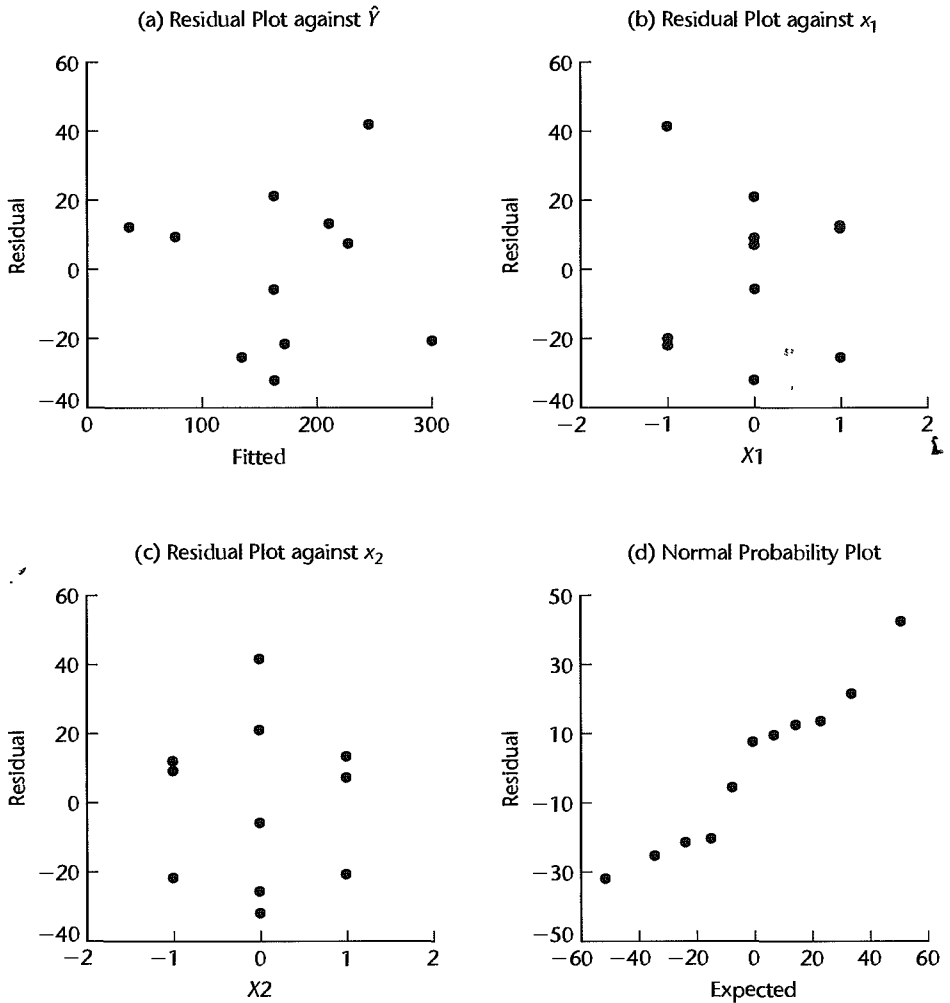 (a) Residual Plot against Ŷ
60
40
20
0
−20
−40
Residual
0 100 200 300
Fitted
(b) Residual Plot against x1
60
40
20
0
−20
−40
Residual
−2 −1 0 1 2
X1
(c) Residual Plot against x2
60
40
20
0
−20
−40
Residual
−2 −1 0 1 2
X2
(d) Normal Probability Plot
50
30
10
−10
−30
−50
Residual
−60 −40 −20 0 20 40 60
Expected